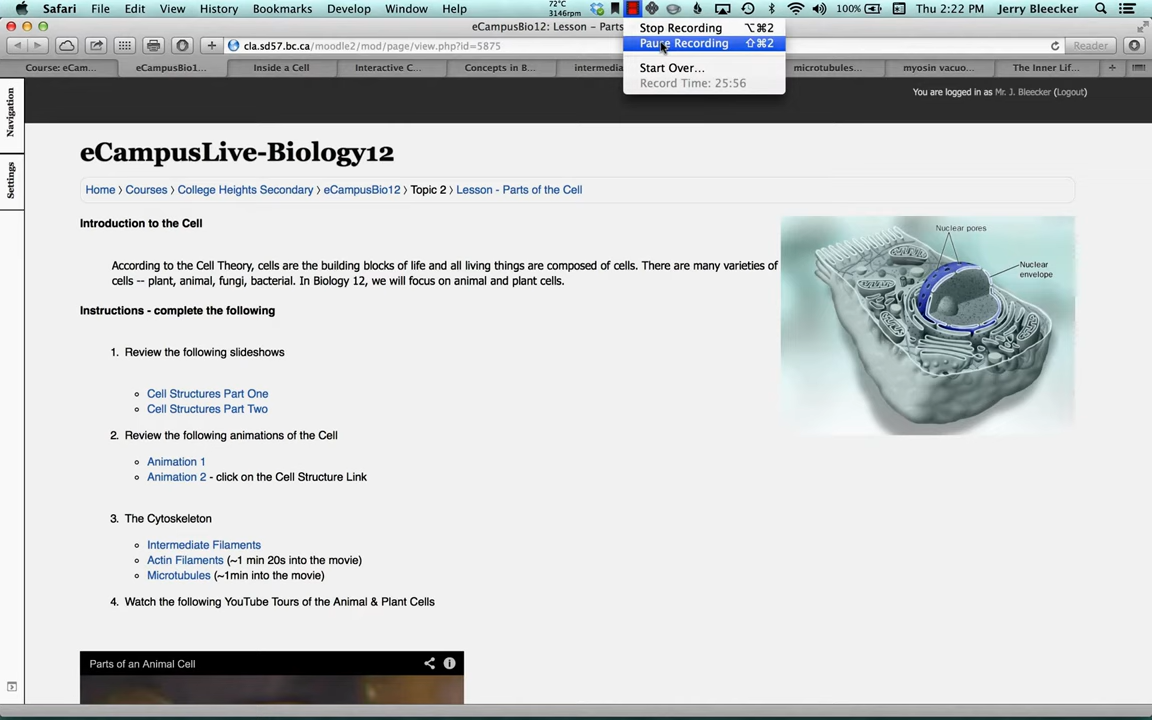 Safari File Edit View History Bookmarks Develop Window Help 72°C 3146rpm 100% Thu 2:22 PM Jerry Bleecker
eCampusBio12: Lesson - Parts
Stop Recording ⌥⌘2
Pause Recording ⇧⌘2
Start Over...
Record Time: 25:56
cla.sd57.bc.ca/moodle2/mod/page/view.php?id=5875 Reader
Course: eCam... eCampusBio1... Inside a Cell Interactive C... Concepts in B... intermedia microtubules... myosin vacuo... The Inner Lif...
Navigation
Settings
You are logged in as Mr. J. Bleecker (Logout)
eCampusLive-Biology12
Home 〉 Courses 〉 College Heights Secondary 〉 eCampusBio12 〉 Topic 2 〉 Lesson - Parts of the Cell
Introduction to the Cell
According to the Cell Theory, cells are the building blocks of life and all living things are composed of cells. There are many varieties of
cells -- plant, animal, fungi, bacterial. In Biology 12, we will focus on animal and plant cells.
Nuclear pores
Nuclear
envelope
Instructions - complete the following
1. Review the following slideshows
Cell Structures Part One
Cell Structures Part Two
2. Review the following animations of the Cell
Animation 1
Animation 2 - click on the Cell Structure Link
3. The Cytoskeleton
Intermediate Filaments
Actin Filaments (~1 min 20s into the movie)
Microtubules (~1min into the movie)
4. Watch the following YouTube Tours of the Animal & Plant Cells
Parts of an Animal Cell